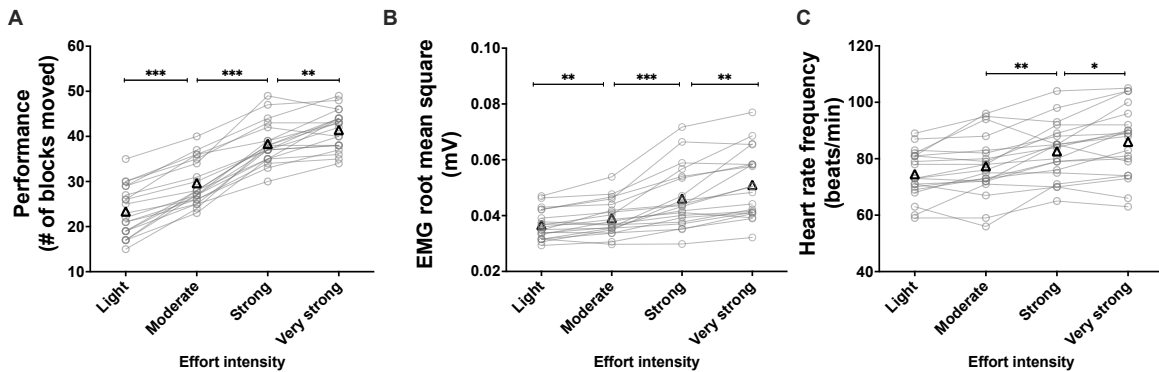 A
Performance
(# of blocks moved)
60
50
40
30
20
10
***
***
**
Light
Moderate
Strong
Very strong
Effort intensity
B
EMG root mean square
(mV)
0.10
0.08
0.06
0.04
0.02
**
***
**
Light
Moderate
Strong
Very strong
Effort intensity
C
Heart rate frequency
(beats/min)
120
100
80
60
40
**
*
Light
Moderate
Strong
Very strong
Effort intensity